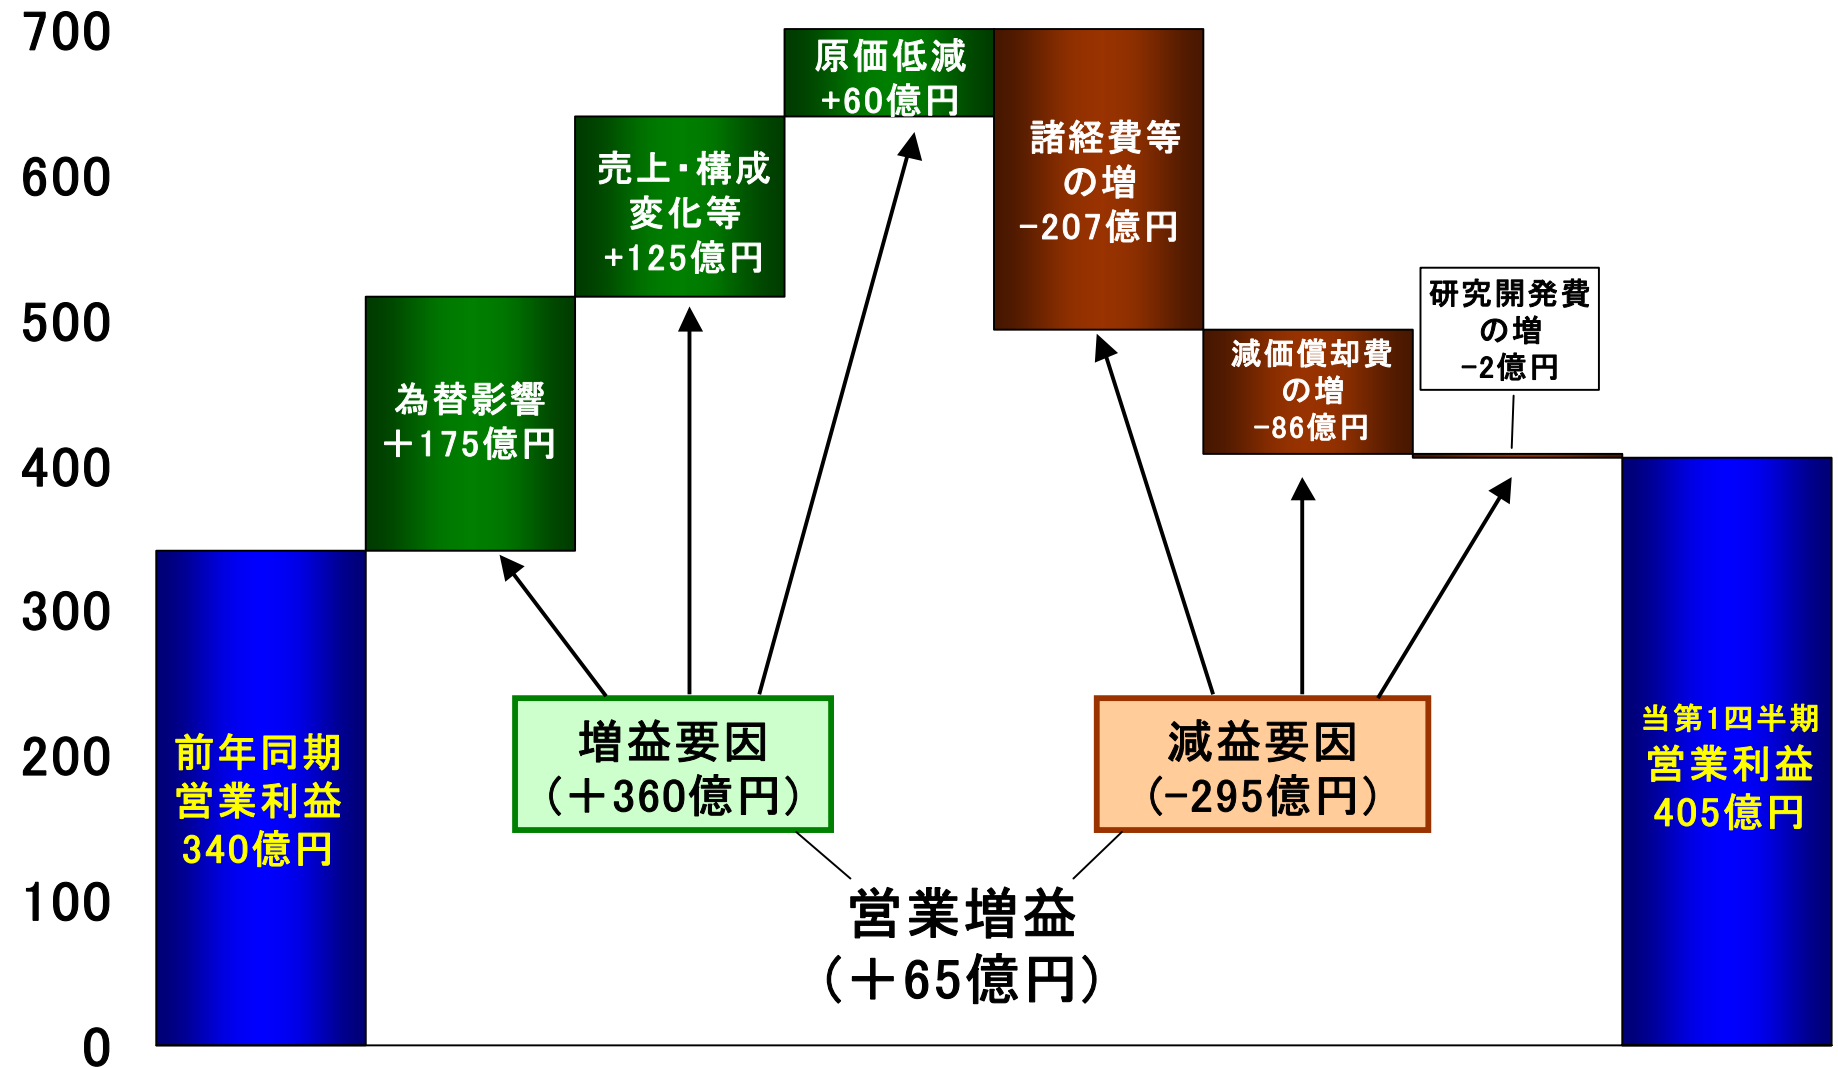 700
600
500
400
300
200
100
0
前年同期
営業利益
340億円
為替影響
＋175億円
売上・構成
変化等
+125億円
原価低減
+60億円
諸経費等
の増
-207億円
減価償却費
の増
-86億円
研究開発費
の増
-2億円
当第1四半期
営業利益
405億円
増益要因
（＋360億円）
減益要因
（-295億円）
営業増益
（＋65億円）